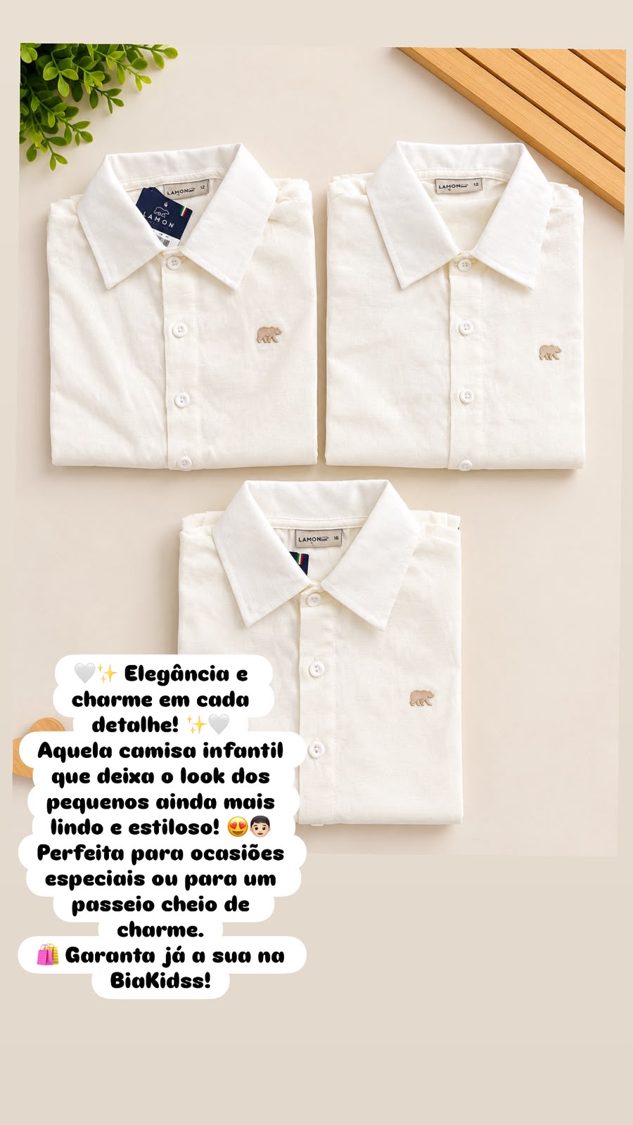 LAMON 12
LAMON
LAMON 12
LAMON 16
🤍✨ Elegância e
charme em cada
detalhe! ✨🤍
Aquela camisa infantil
que deixa o look dos
pequenos ainda mais
lindo e estiloso! 😍👦🏻
Perfeita para ocasiões
especiais ou para um
passeio cheio de
charme.
🛍️ Garanta já a sua na
BiaKidss!